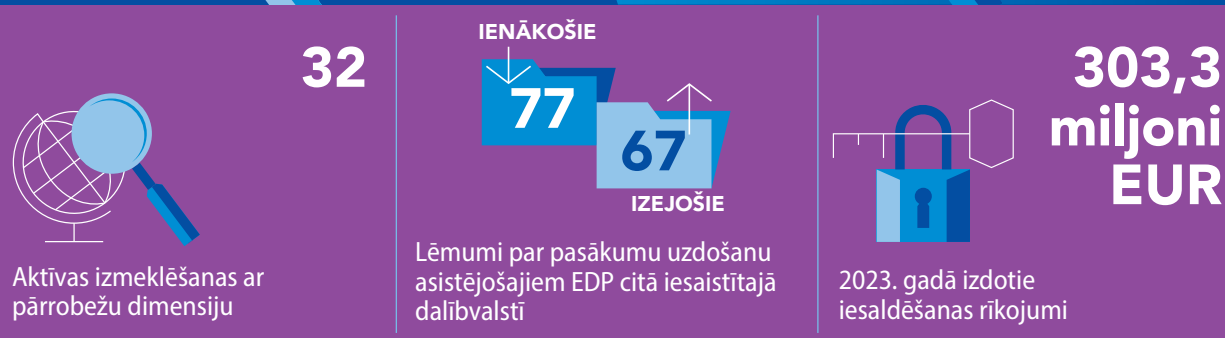 32
Aktīvas izmeklēšanas ar
pārrobežu dimensiju
IENĀKOŠIE
77
67
IZEJOŠIE
Lēmumi par pasākumu uzdošanu
asistējošajiem EDP citā iesaistītajā
dalībvalstī
303,3
miljoni
EUR
2023. gadā izdotie
iesaldēšanas rīkojumi